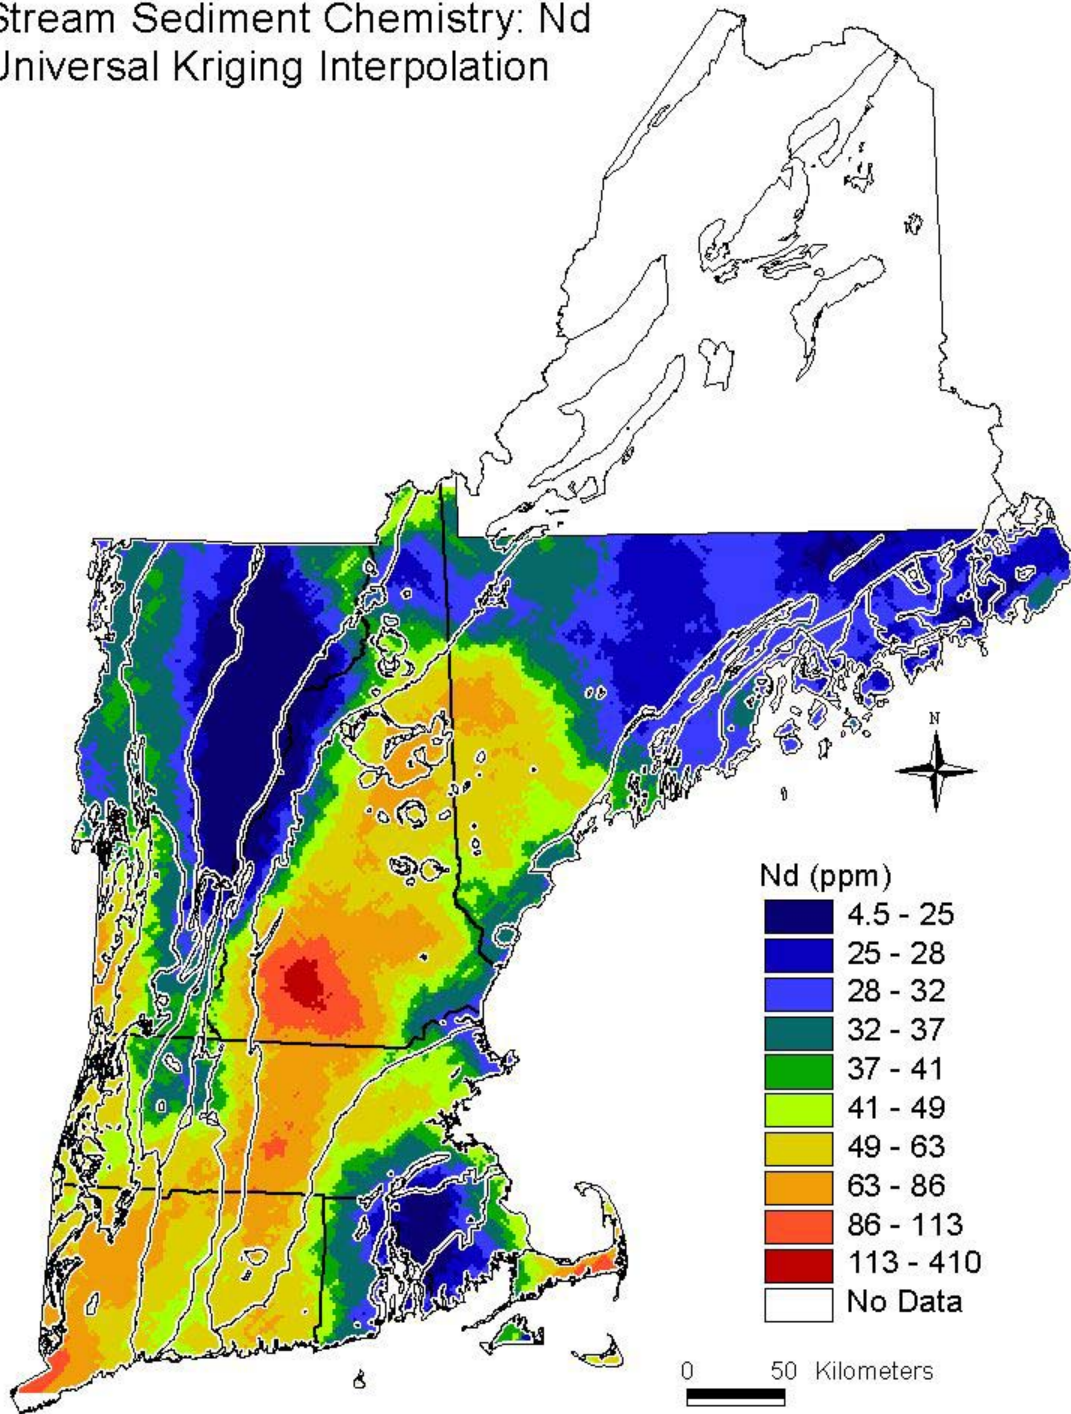 Stream Sediment Chemistry: Nd
Universal Kriging Interpolation
N
Nd (ppm)
4.5 - 25
25 - 28
28 - 32
32 - 37
37 - 41
41 - 49
49 - 63
63 - 86
86 - 113
113 - 410
No Data
0 50 Kilometers